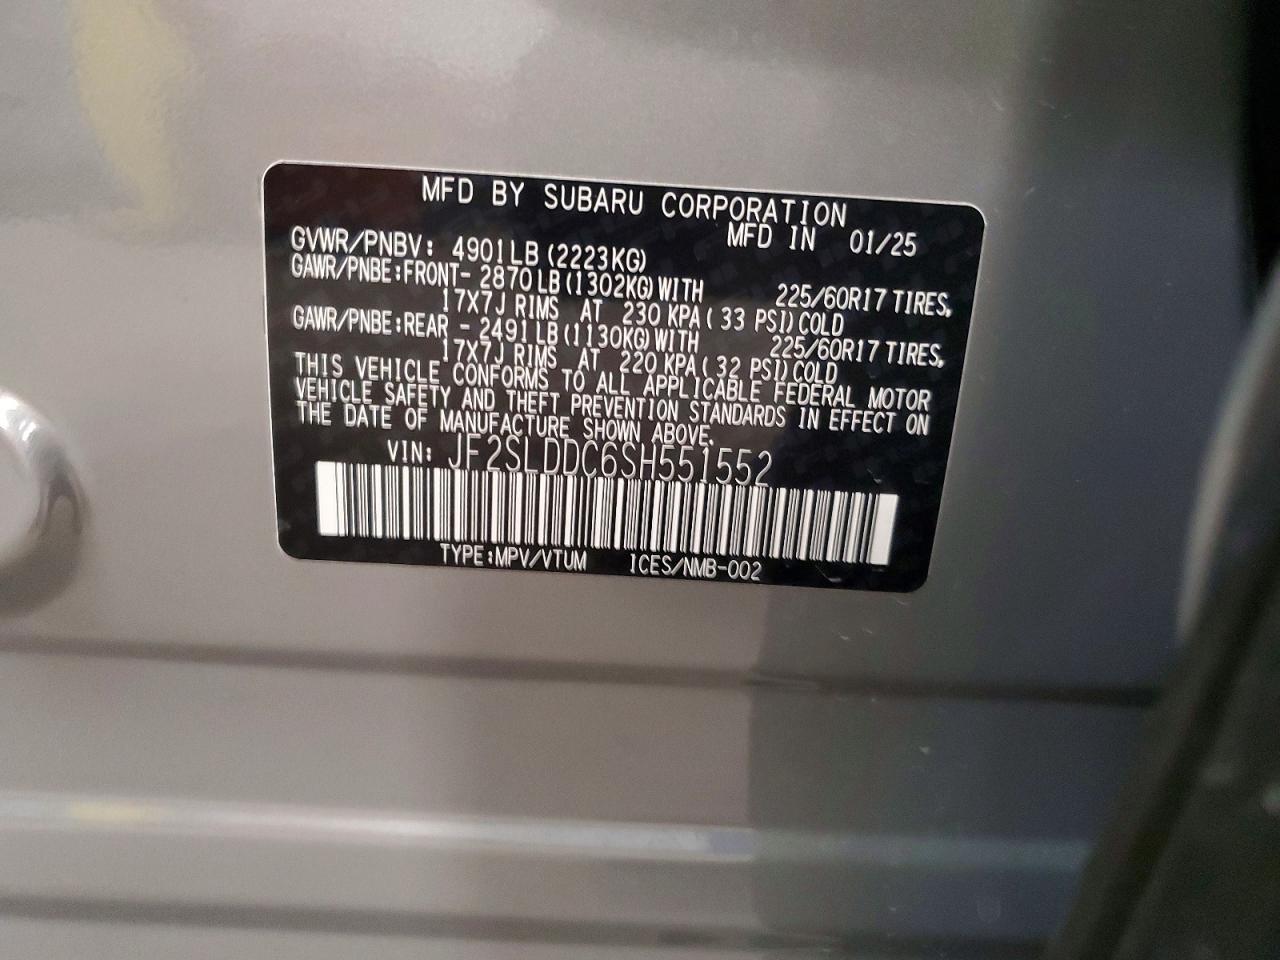 MFD BY SUBARU CORPORATION
MFD IN 01/25
GVWR/PNBV: 4901LB (2223KG)
GAWR/PNBE:FRONT- 2870LB (1302KG) WITH 225/60R17 TIRES,
17X7J RIMS AT 230 KPA ( 33 PSI) COLD
GAWR/PNBE:REAR - 2491LB (1130KG) WITH 225/60R17 TIRES,
17X7J RIMS AT 220 KPA ( 32 PSI) COLD
THIS VEHICLE CONFORMS TO ALL APPLICABLE FEDERAL MOTOR
VEHICLE SAFETY AND THEFT PREVENTION STANDARDS IN EFFECT ON
THE DATE OF MANUFACTURE SHOWN ABOVE.
VIN: JF2SLDDC6SH551552
TYPE:MPV/VTUM ICES/NMB-002